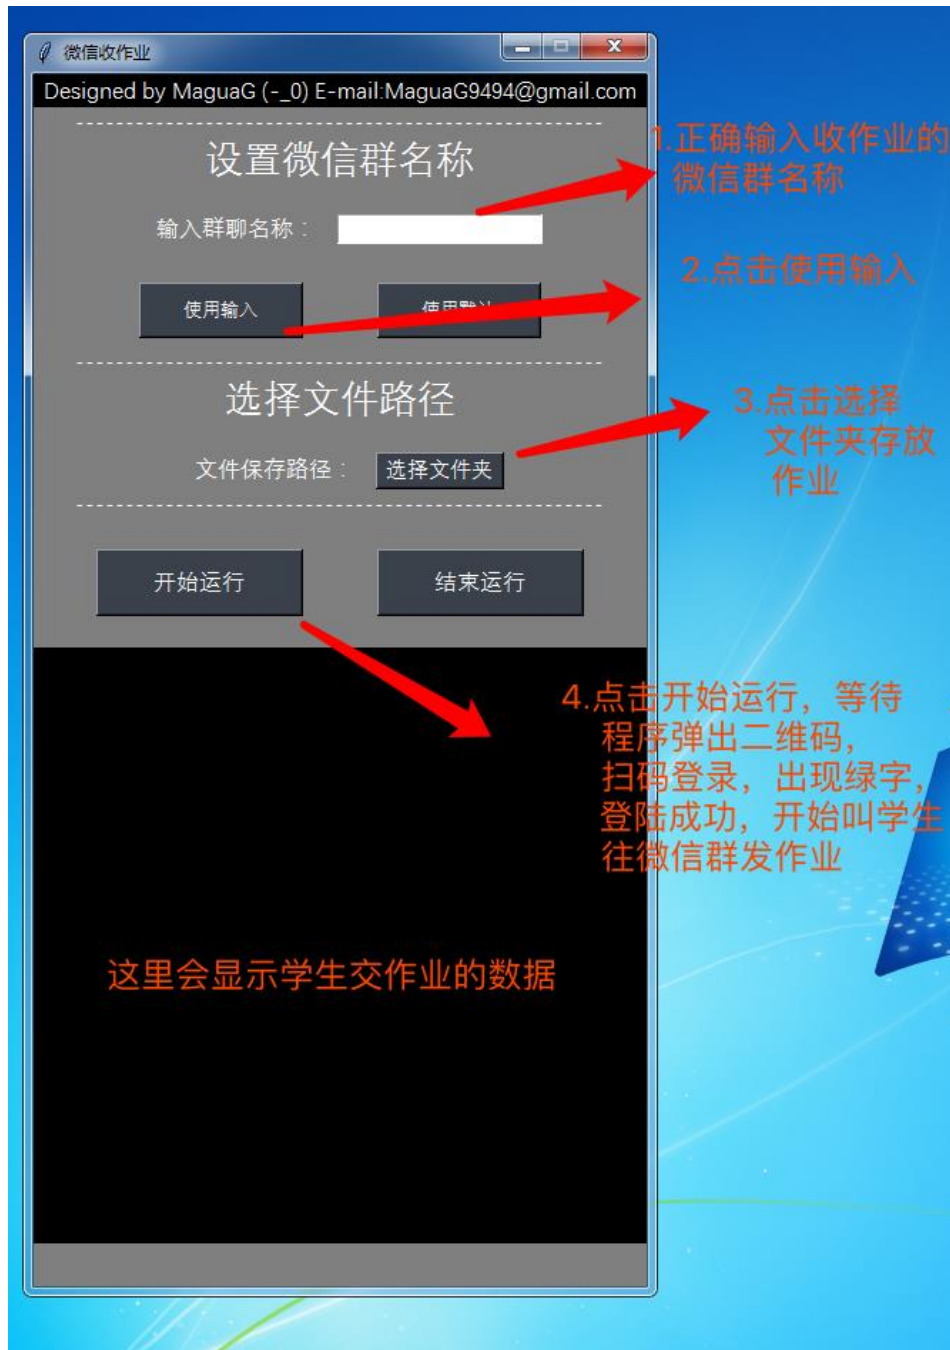 微信收作业
Designed by MaguaG (-_0) E-mail:MaguaG9494@gmail.com
设置微信群名称
1.正确输入收作业的
微信群名称
输入群聊名称：
2.点击使用输入
使用输入
使用默认
选择文件路径
3.点击选择
文件夹存放
作业
文件保存路径：
选择文件夹
开始运行
结束运行
4.点击开始运行，等待
程序弹出二维码，
扫码登录，出现绿字，
登陆成功，开始叫学生
往微信群发作业
这里会显示学生交作业的数据